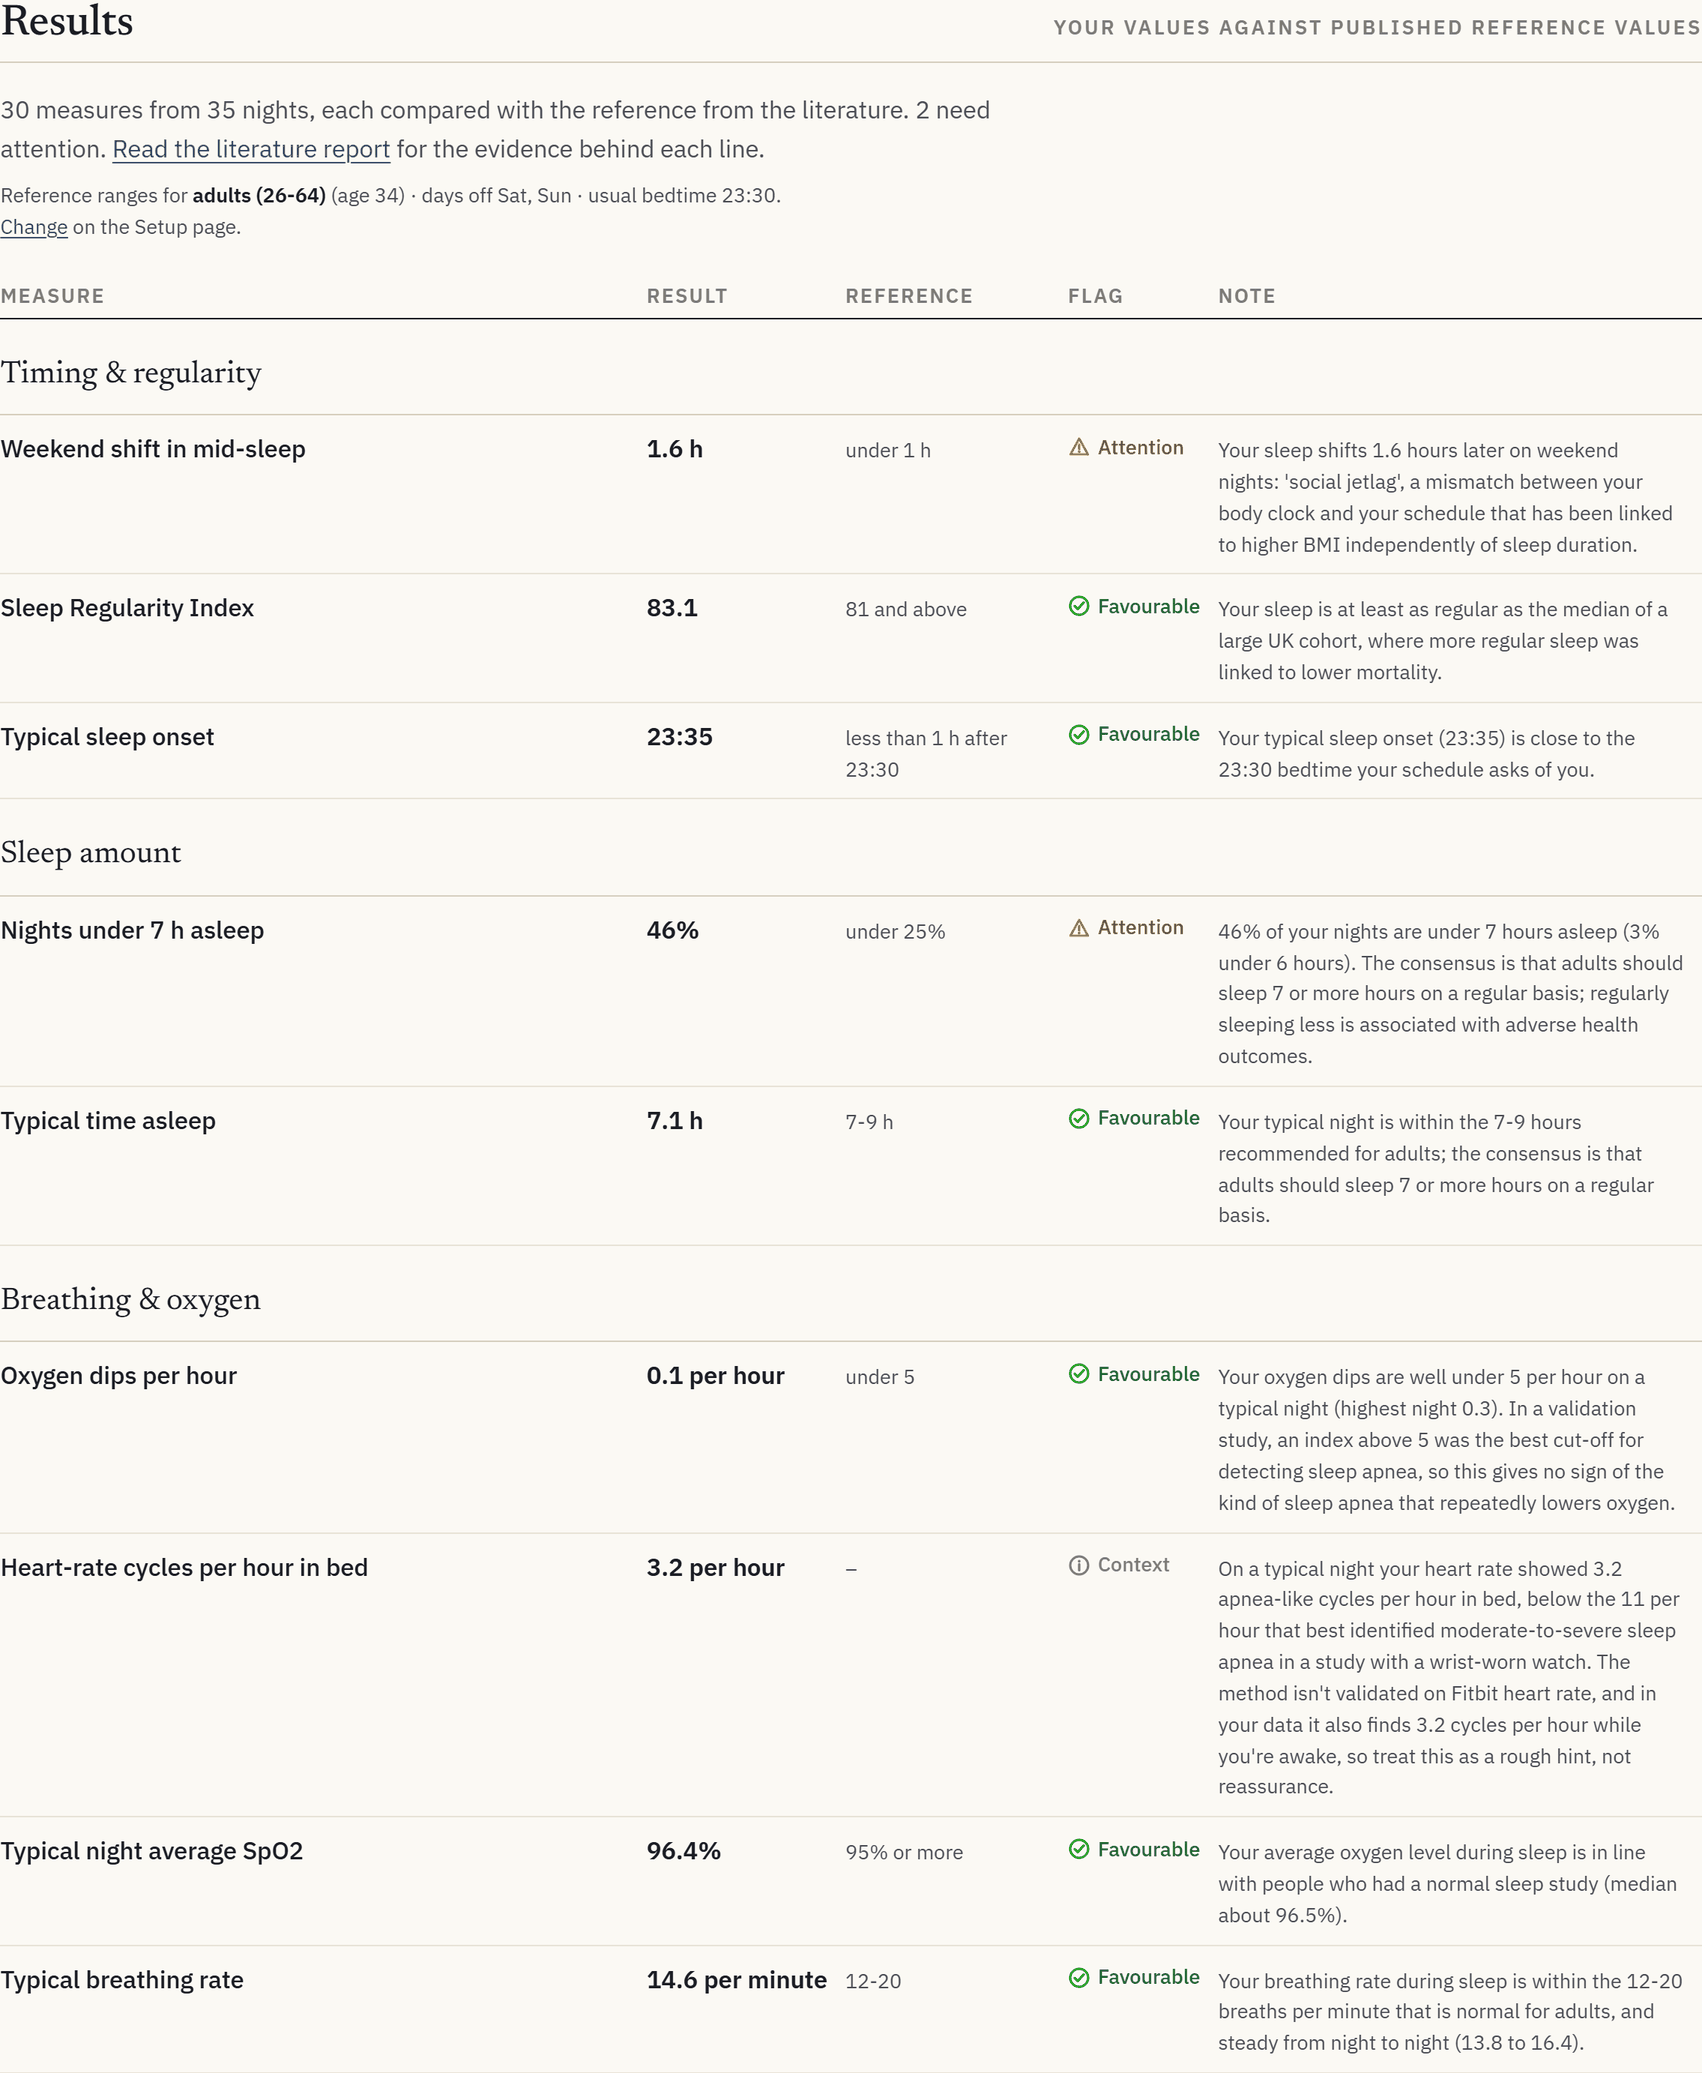 Results
YOUR VALUES AGAINST PUBLISHED REFERENCE VALUES
30 measures from 35 nights, each compared with the reference from the literature. 2 need
attention. Read the literature report for the evidence behind each line.
Reference ranges for adults (26-64) (age 34) · days off Sat, Sun · usual bedtime 23:30.
Change on the Setup page.
MEASURE RESULT REFERENCE FLAG NOTE
Timing & regularity
Weekend shift in mid-sleep 1.6 h under 1 h Attention Your sleep shifts 1.6 hours later on weekend
nights: 'social jetlag', a mismatch between your
body clock and your schedule that has been linked
to higher BMI independently of sleep duration.
Sleep Regularity Index 83.1 81 and above Favourable Your sleep is at least as regular as the median of a
large UK cohort, where more regular sleep was
linked to lower mortality.
Typical sleep onset 23:35 less than 1 h after Favourable Your typical sleep onset (23:35) is close to the
23:30 23:30 bedtime your schedule asks of you.
Sleep amount
Nights under 7 h asleep 46% under 25% Attention 46% of your nights are under 7 hours asleep (3%
under 6 hours). The consensus is that adults should
sleep 7 or more hours on a regular basis; regularly
sleeping less is associated with adverse health
outcomes.
Typical time asleep 7.1 h 7-9 h Favourable Your typical night is within the 7-9 hours
recommended for adults; the consensus is that
adults should sleep 7 or more hours on a regular
basis.
Breathing & oxygen
Oxygen dips per hour 0.1 per hour under 5 Favourable Your oxygen dips are well under 5 per hour on a
typical night (highest night 0.3). In a validation
study, an index above 5 was the best cut-off for
detecting sleep apnea, so this gives no sign of the
kind of sleep apnea that repeatedly lowers oxygen.
Heart-rate cycles per hour in bed 3.2 per hour – Context On a typical night your heart rate showed 3.2
apnea-like cycles per hour in bed, below the 11 per
hour that best identified moderate-to-severe sleep
apnea in a study with a wrist-worn watch. The
method isn't validated on Fitbit heart rate, and in
your data it also finds 3.2 cycles per hour while
you're awake, so treat this as a rough hint, not
reassurance.
Typical night average SpO2 96.4% 95% or more Favourable Your average oxygen level during sleep is in line
with people who had a normal sleep study (median
about 96.5%).
Typical breathing rate 14.6 per minute 12-20 Favourable Your breathing rate during sleep is within the 12-20
breaths per minute that is normal for adults, and
steady from night to night (13.8 to 16.4).